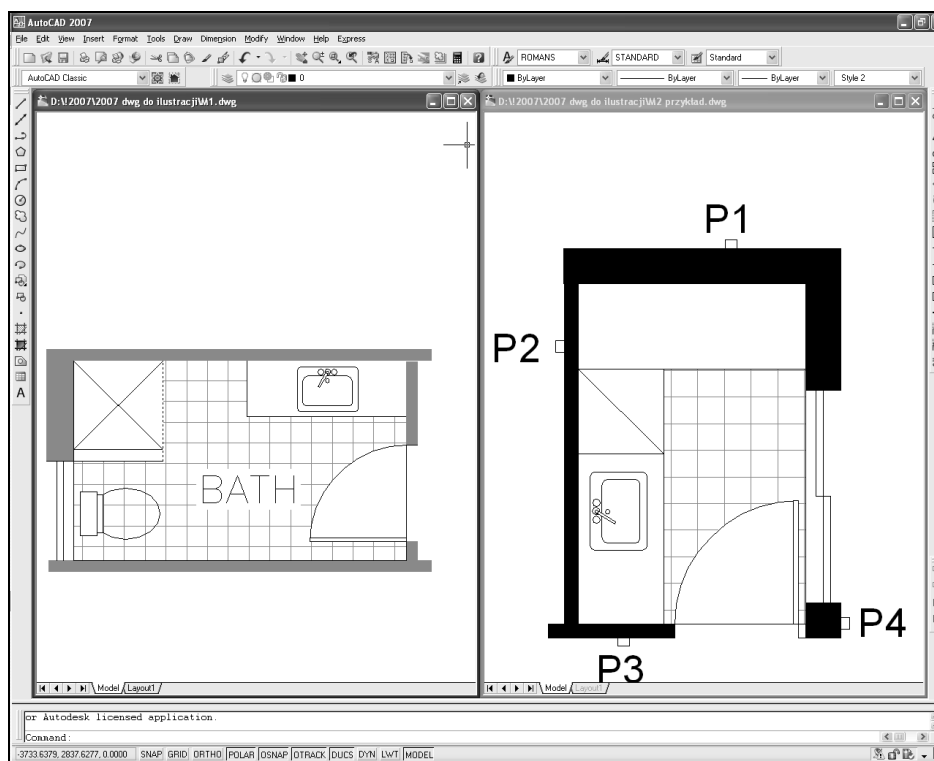 AutoCAD 2007
File Edit View Insert Format Tools Draw Dimension Modify Window Help Express
ROMANS STANDARD Standard
AutoCAD Classic 0 ByLayer ByLayer ByLayer Style 2
D:\!2007\2007 dwg do ilustracji\M1.dwg
D:\!2007\2007 dwg do ilustracji\M2 przykład.dwg
A
P1
P2
BATH
P4
P3
Model Layout1
Model Layout1
or Autodesk licensed application.
Command:
-3733.6379, 2837.6277, 0.0000 SNAP GRID ORTHO POLAR OSNAP OTRACK DUCS DYN LWT MODEL